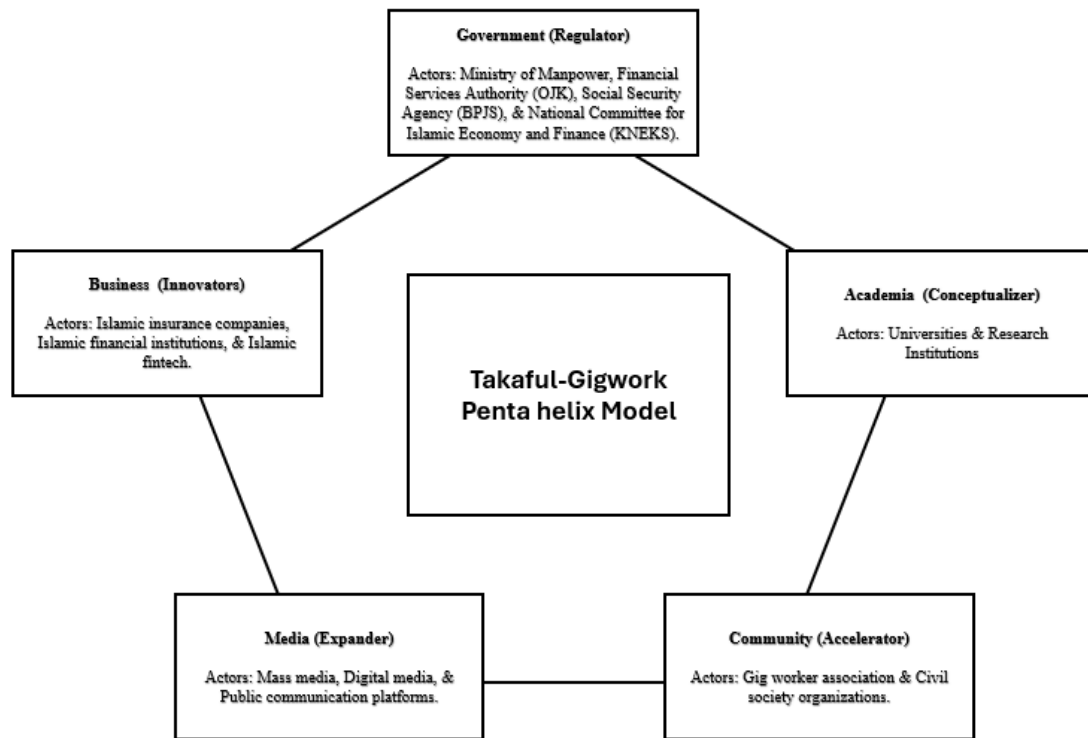 Government (Regulator)
Actors: Ministry of Manpower, Financial
Services Authority (OJK), Social Security
Agency (BPJS), & National Committee for
Islamic Economy and Finance (KNEKS).
Business (Innovators)
Actors: Islamic insurance companies,
Islamic financial institutions, & Islamic
fintech.
Academia (Conceptualizer)
Actors: Universities & Research
Institutions
Takaful-Gigwork
Penta helix Model
Media (Expander)
Actors: Mass media, Digital media, &
Public communication platforms.
Community (Accelerator)
Actors: Gig worker association & Civil
society organizations.